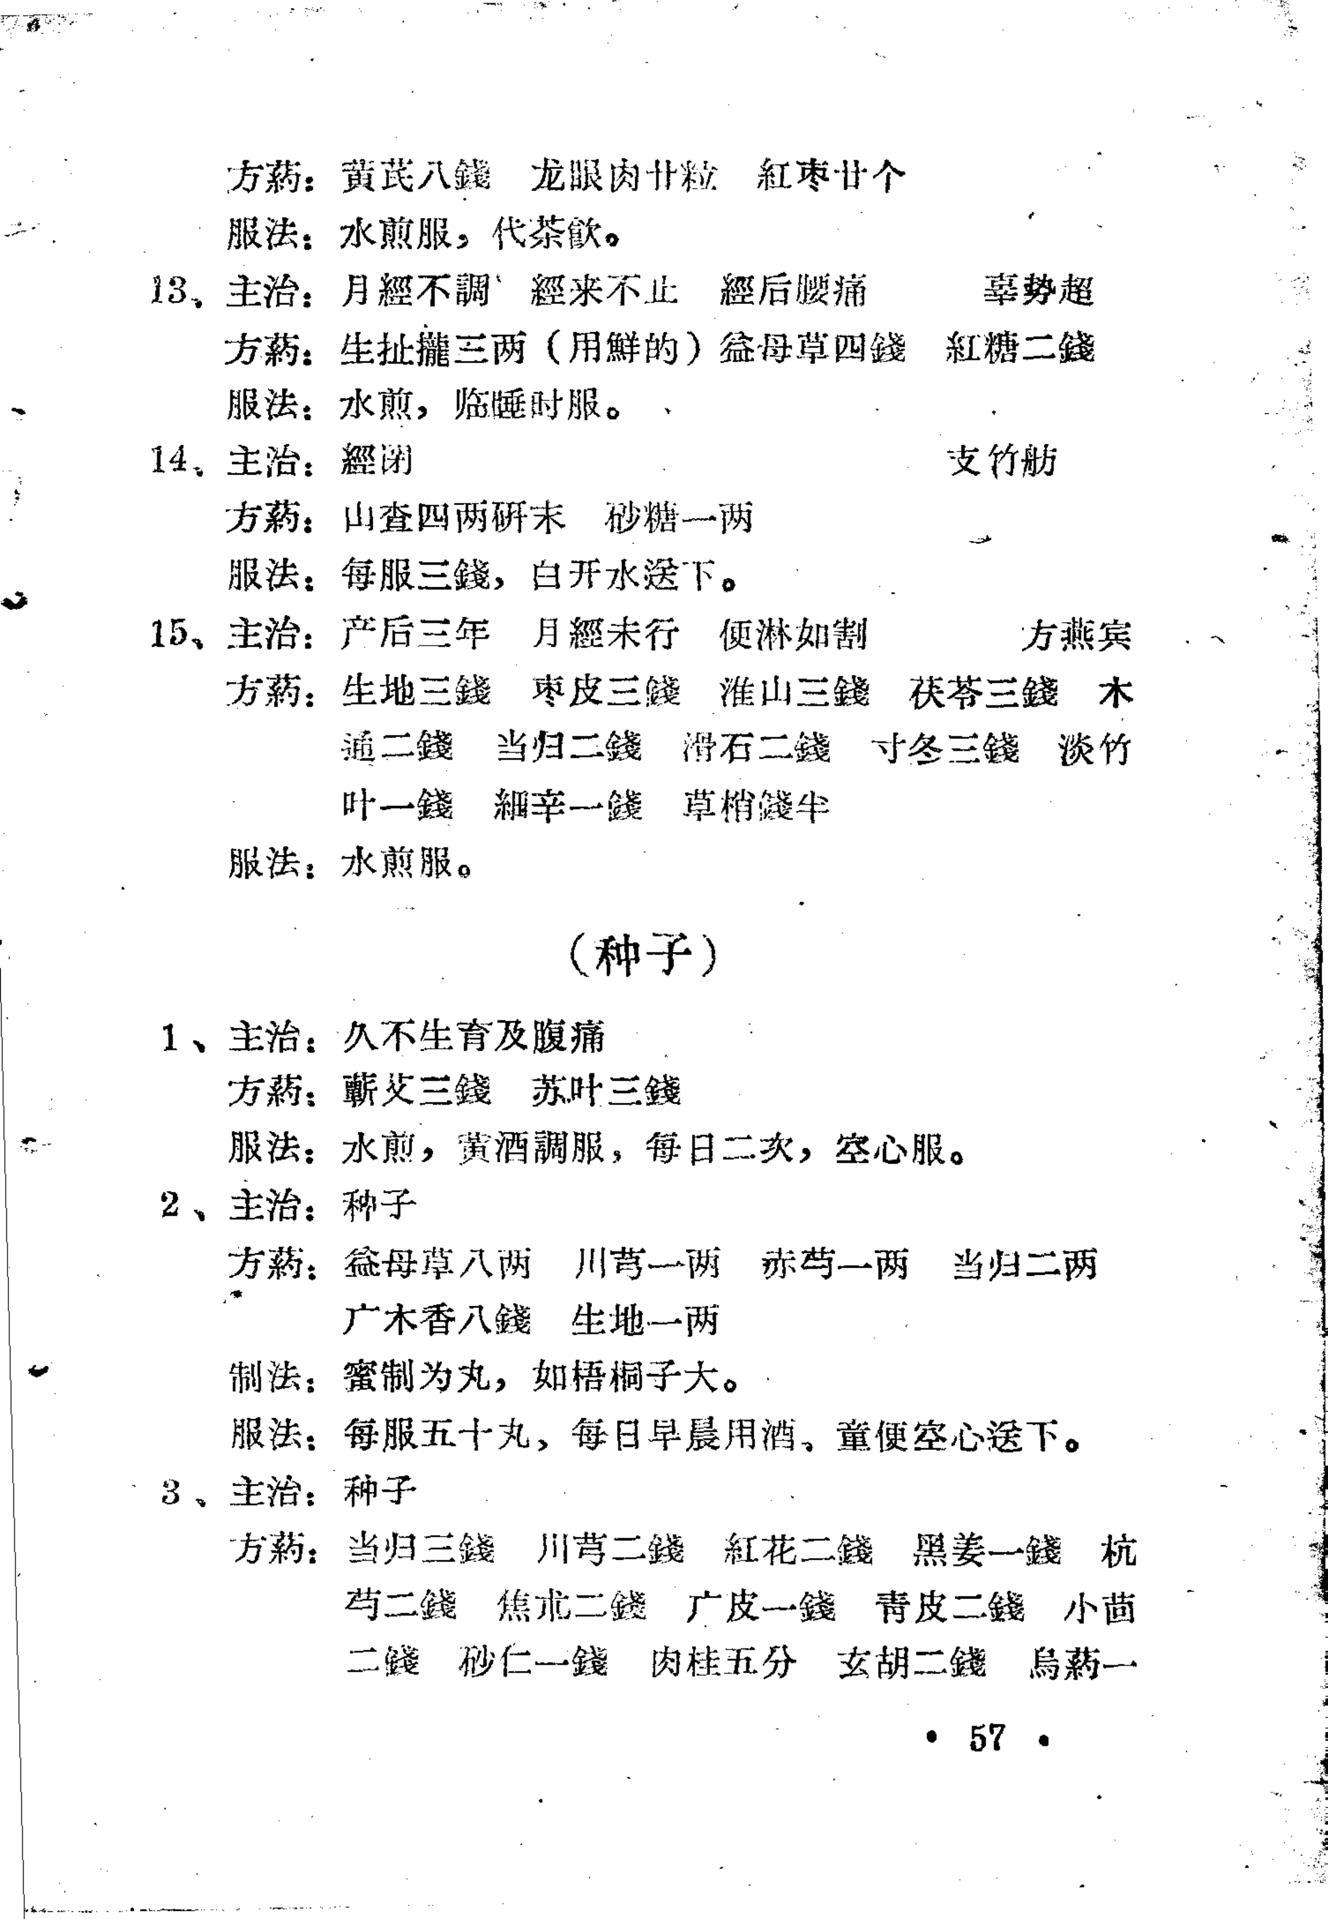 方葯：黄芪八錢　龙眼肉廿粒　紅枣廿个
服法：水煎服，代茶飮。
13、主治：月經不調　經来不止　經后腰痛　辜勢超
方葯：生扯攏三两（用鮮的）益母草四錢　紅糖二錢
服法：水煎，临睡时服。
14、主治：經闭　支竹舫
方葯：山査四两硏末　砂糖一两
服法：每服三錢，白开水送下。
15、主治：产后三年　月經未行　便淋如割　方燕宾
方葯：生地三錢　枣皮三錢　淮山三錢　茯苓三錢　木
通二錢　当归二錢　滑石二錢　寸冬三錢　淡竹
叶一錢　細辛一錢　草梢錢半
服法：水煎服。
（种子）
1、主治：久不生育及腹痛
方葯：蘄艾三錢　苏叶三錢
服法：水煎，黄酒調服，每日二次，空心服。
2、主治：种子
方葯：益母草八两　川芎一两　赤芍一两　当归二两
广木香八錢　生地一两
制法：蜜制为丸，如梧桐子大。
服法：每服五十丸，每日早晨用酒、童便空心送下。
3、主治：种子
方葯：当归三錢　川芎二錢　紅花二錢　黑姜一錢　杭
芍二錢　焦朮二錢　广皮一錢　靑皮二錢　小茴
二錢　砂仁一錢　肉桂五分　玄胡二錢　烏葯一
• 57 •